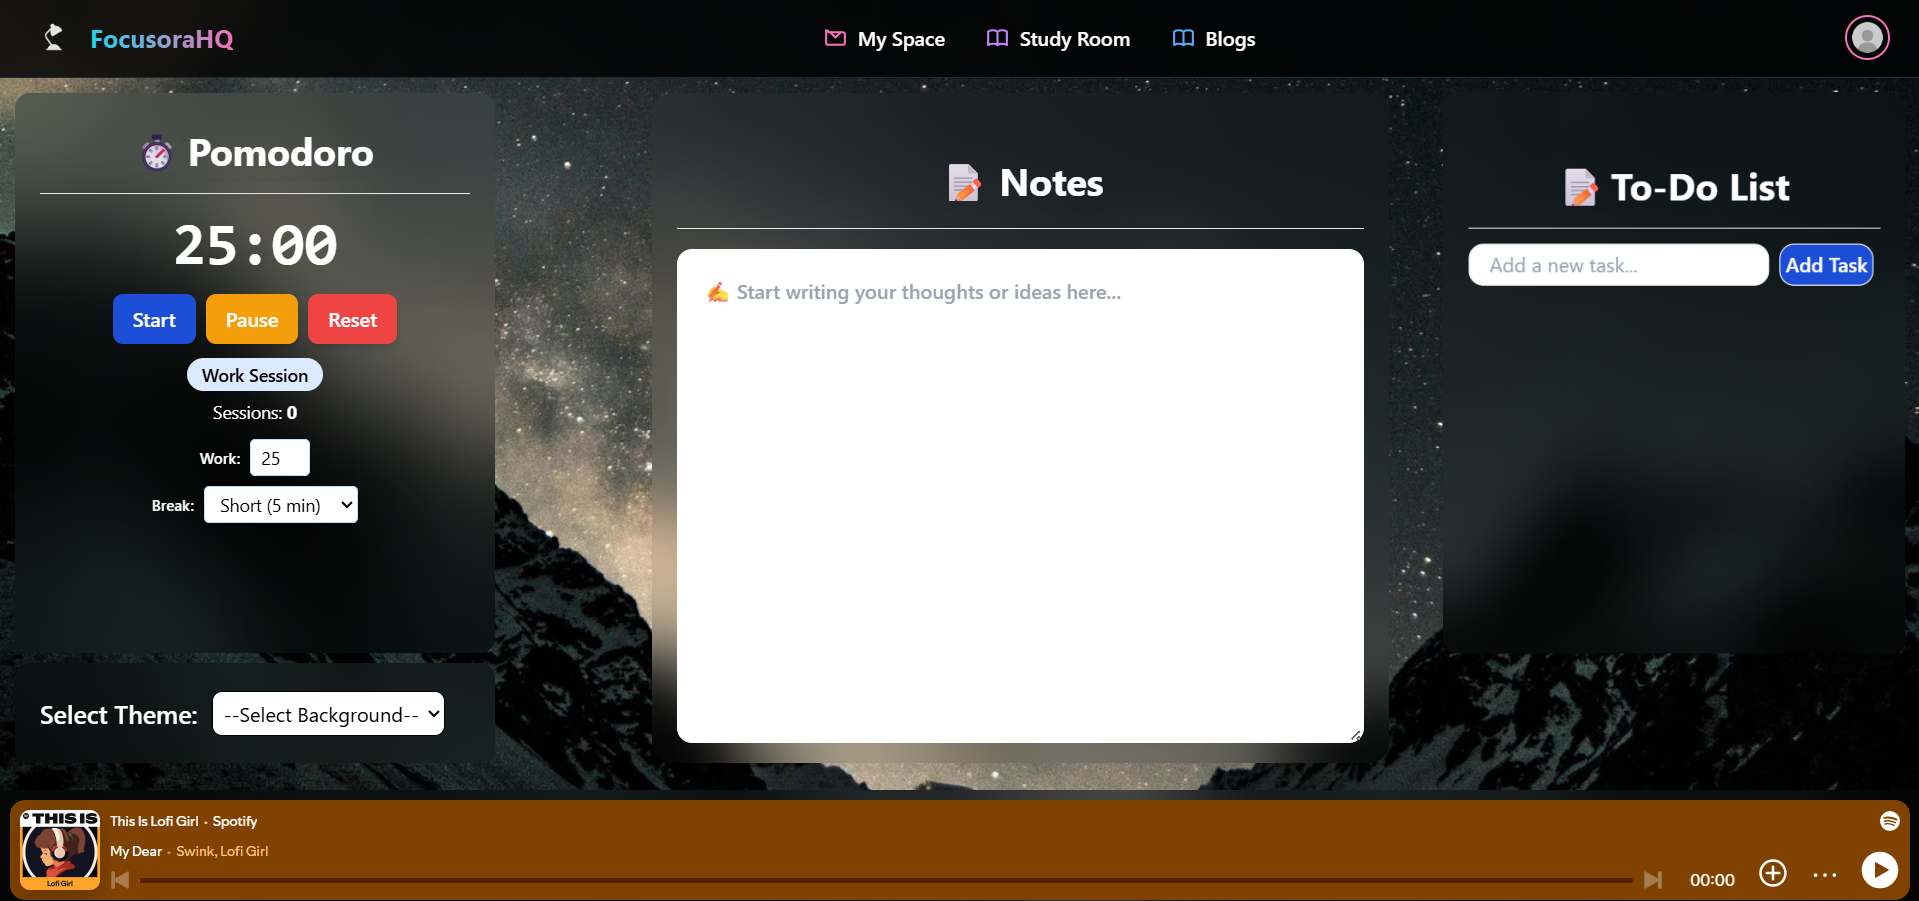 FocusoraHQ
My Space
Study Room
Blogs
Pomodoro
25:00
Start
Pause
Reset
Work Session
Sessions: 0
Work: 25
Break: Short (5 min)
Select Theme: --Select Background--
Notes
✍️ Start writing your thoughts or ideas here...
To-Do List
Add a new task...
Add Task
THIS IS
Lofi Girl
This Is Lofi Girl • Spotify
My Dear • Swink, Lofi Girl
00:00